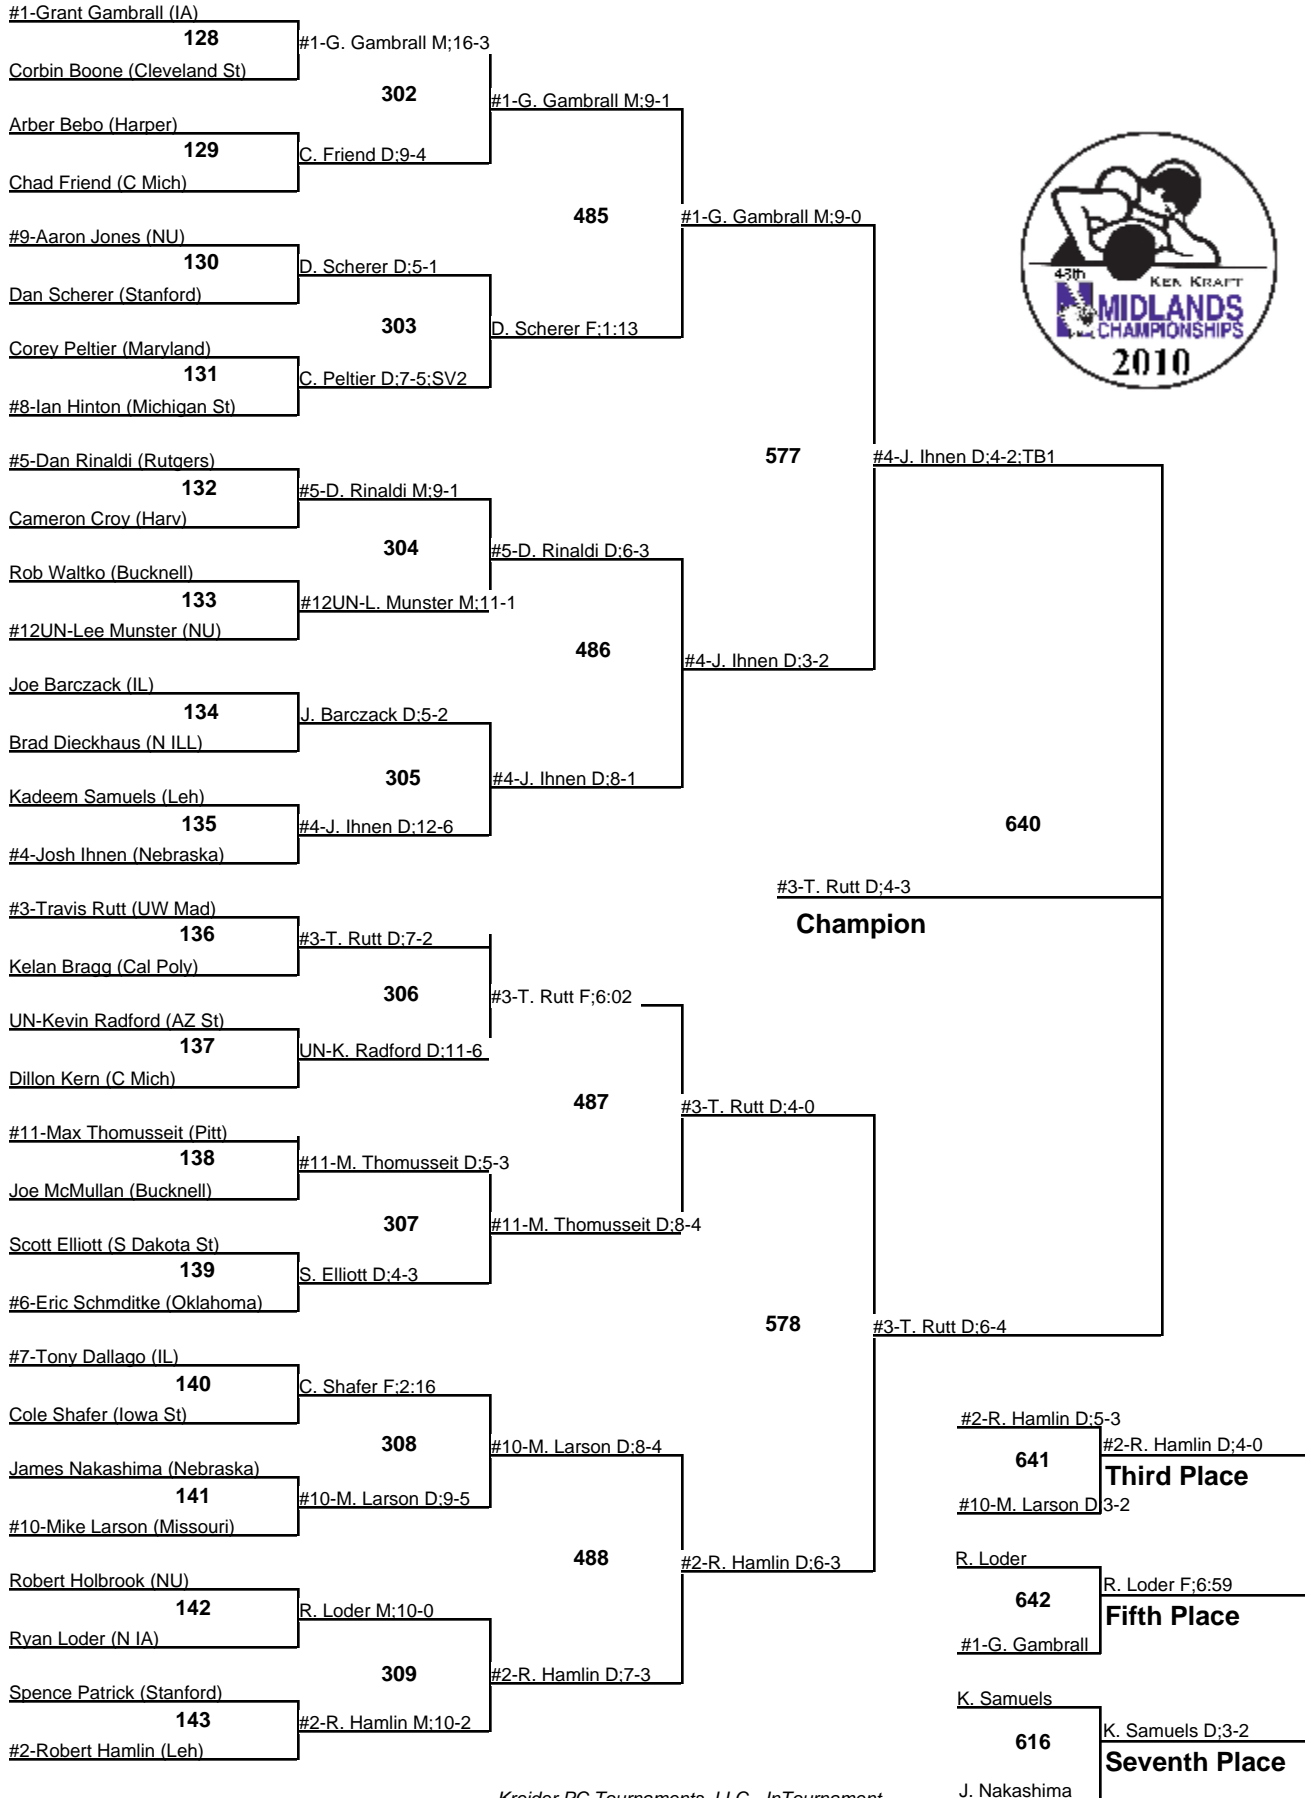 #1-Grant Gambrall (IA)
128
Corbin Boone (Cleveland St)
Arber Bebo (Harper)
129
Chad Friend (C Mich)
#9-Aaron Jones (NU)
130
Dan Scherer (Stanford)
Corey Peltier (Maryland)
131
#8-Ian Hinton (Michigan St)
#5-Dan Rinaldi (Rutgers)
132
Cameron Croy (Harv)
Rob Waltko (Bucknell)
133
#12UN-Lee Munster (NU)
Joe Barczack (IL)
134
Brad Dieckhaus (N ILL)
Kadeem Samuels (Leh)
135
#4-Josh Ihnen (Nebraska)
#3-Travis Rutt (UW Mad)
136
Kelan Bragg (Cal Poly)
UN-Kevin Radford (AZ St)
137
Dillon Kern (C Mich)
#11-Max Thomusseit (Pitt)
138
Joe McMullan (Bucknell)
Scott Elliott (S Dakota St)
139
#6-Eric Schmditke (Oklahoma)
#7-Tony Dallago (IL)
140
Cole Shafer (Iowa St)
James Nakashima (Nebraska)
141
#10-Mike Larson (Missouri)
Robert Holbrook (NU)
142
Ryan Loder (N IA)
Spence Patrick (Stanford)
143
#2-Robert Hamlin (Leh)
#1-G. Gambrall M;16-3
302
C. Friend D;9-4
D. Scherer D;5-1
303
C. Peltier D;7-5;SV2
#5-D. Rinaldi M;9-1
304
#12UN-L. Munster M;11-1
J. Barczack D;5-2
305
#4-J. Ihnen D;12-6
#3-T. Rutt D;7-2
306
UN-K. Radford D;11-6
#11-M. Thomusseit D;5-3
307
S. Elliott D;4-3
C. Shafer F;2:16
308
#10-M. Larson D;9-5
R. Loder M;10-0
309
#2-R. Hamlin M;10-2
#1-G. Gambrall M;9-1
485
D. Scherer F;1:13
#5-D. Rinaldi D;6-3
486
#4-J. Ihnen D;8-1
#3-T. Rutt F;6:02
487
#11-M. Thomusseit D;8-4
#10-M. Larson D;8-4
488
#2-R. Hamlin D;7-3
#1-G. Gambrall M;9-0
577
#4-J. Ihnen D;3-2
#3-T. Rutt D;4-0
578
#2-R. Hamlin D;6-3
#4-J. Ihnen D;4-2;TB1
640
#3-T. Rutt D;6-4
#3-T. Rutt D;4-3
Champion
48th
KEN KRAFT
MIDLANDS
CHAMPIONSHIPS
2010
#2-R. Hamlin D;5-3
641
#10-M. Larson D;3-2
#2-R. Hamlin D;4-0
Third Place
R. Loder
642
#1-G. Gambrall
R. Loder F;6:59
Fifth Place
K. Samuels
616
J. Nakashima
K. Samuels D;3-2
Seventh Place
Kreider PC Tournaments, LLC - InTournament